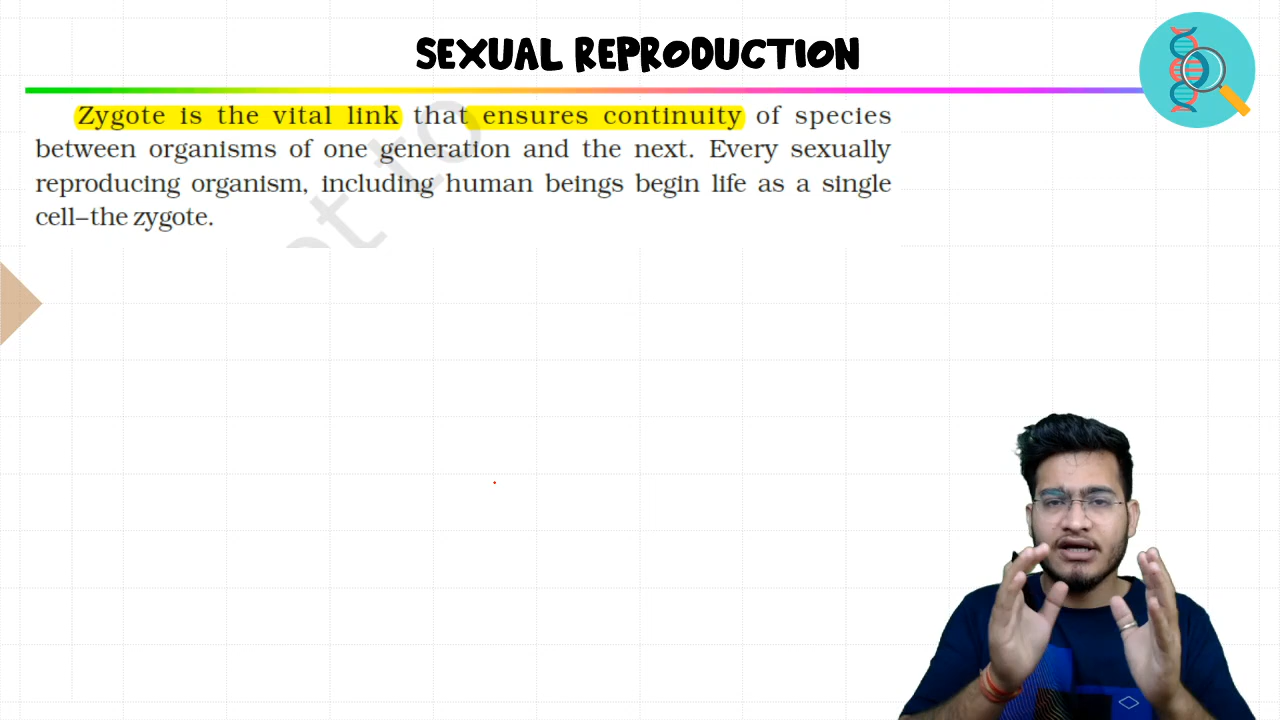 SEXUAL REPRODUCTION
Zygote is the vital link that ensures continuity of species
between organisms of one generation and the next. Every sexually
reproducing organism, including human beings begin life as a single
cell–the zygote.